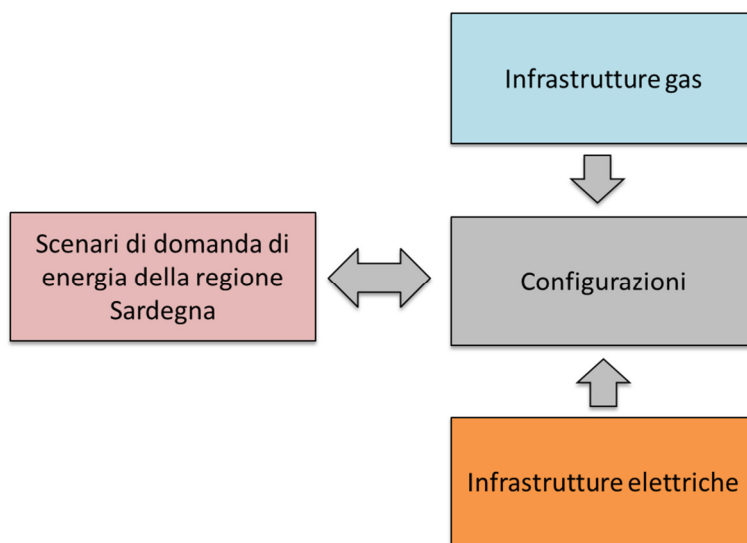 Infrastrutture gas
Scenari di domanda di
energia della regione
Sardegna
Configurazioni
Infrastrutture elettriche